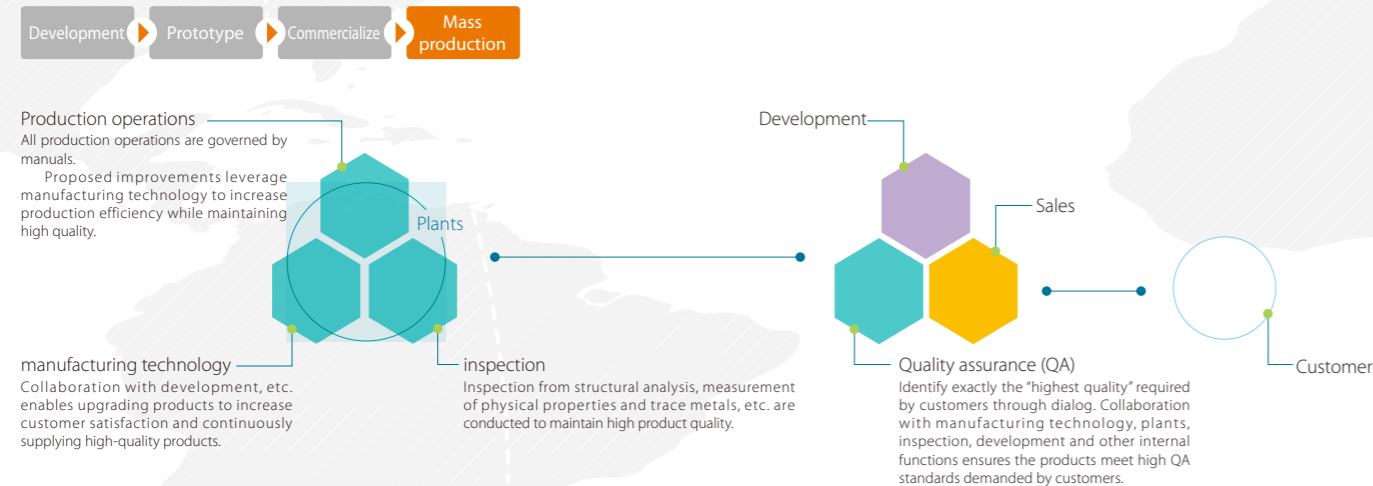 Development
Prototype
Commercialize
Mass
production
Production operations
All production operations are governed by
manuals.
Proposed improvements leverage
manufacturing technology to increase
production efficiency while maintaining
high quality.
Plants
manufacturing technology
Collaboration with development, etc.
enables upgrading products to increase
customer satisfaction and continuously
supplying high-quality products.
inspection
Inspection from structural analysis, measurement
of physical properties and trace metals, etc. are
conducted to maintain high product quality.
Development
Sales
Quality assurance (QA)
Identify exactly the “highest quality” required
by customers through dialog. Collaboration
with manufacturing technology, plants,
inspection, development and other internal
functions ensures the products meet high QA
standards demanded by customers.
Customer